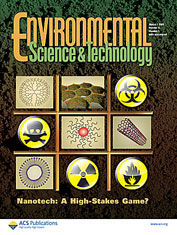 ENVIRONMENTAL
Science & Technology
Nanotech: A High-Stakes Game?
ACS Publications
www.acs.org